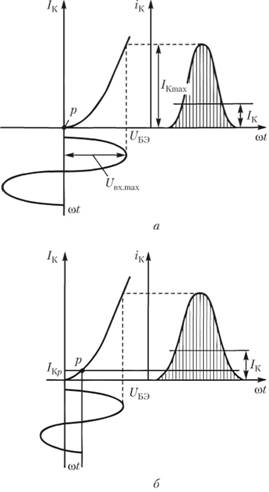 I_К i_К
p I_Кmax I_К
U_БЭ
U_вх.max
ωt ωt
а
I_К i_К
p
I_Кр I_К
U_БЭ ωt
ωt
б